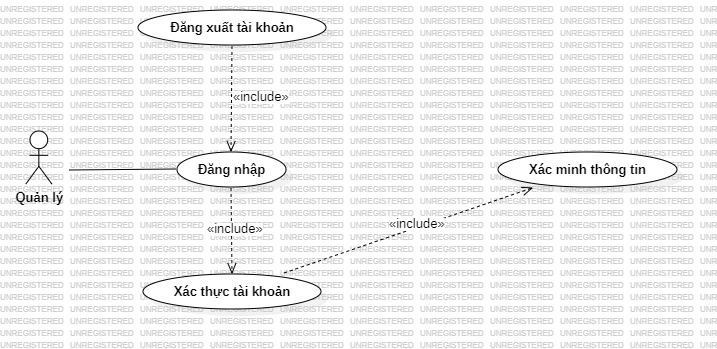 Đăng xuất tài khoản
«include»
Đăng nhập
Xác minh thông tin
Quản lý
«include»
«include»
Xác thực tài khoản
UNREGISTERED